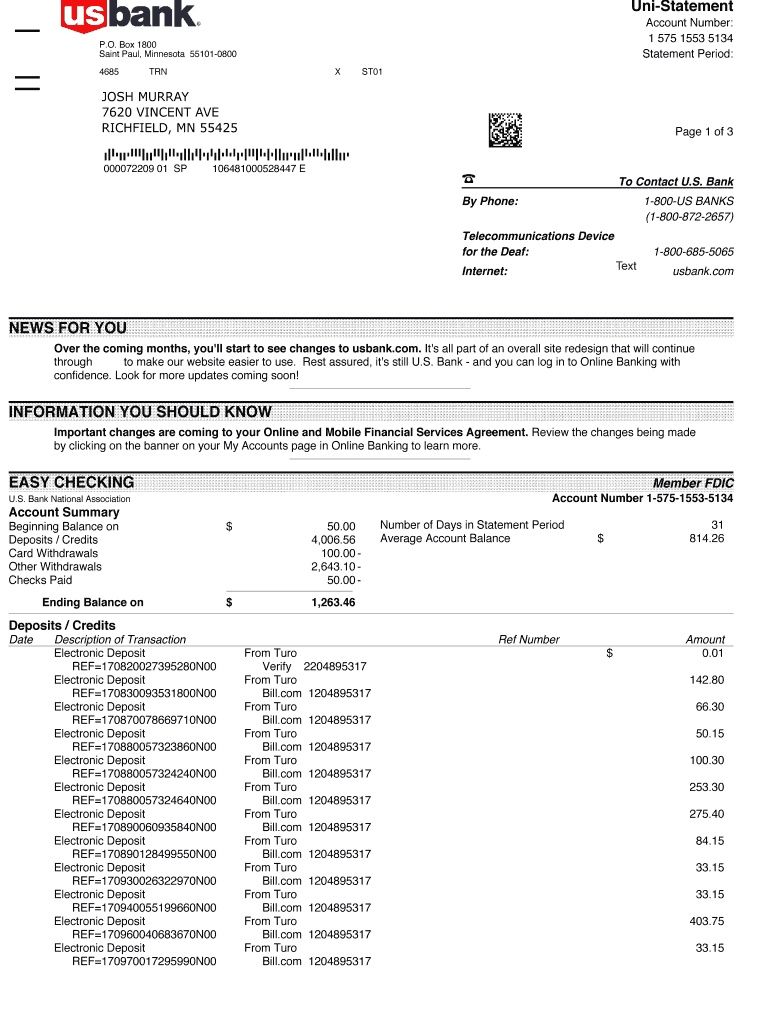 usbank®
Uni-Statement
Account Number:
1 575 1553 5134
Statement Period:
P.O. Box 1800
Saint Paul, Minnesota 55101-0800
4685 TRN X ST01
JOSH MURRAY
7620 VINCENT AVE
RICHFIELD, MN 55425
Page 1 of 3
000072209 01 SP 106481000528447 E
☎ To Contact U.S. Bank
By Phone: 1-800-US BANKS
(1-800-872-2657)
Telecommunications Device
for the Deaf: 1-800-685-5065
Internet: Text usbank.com
NEWS FOR YOU
Over the coming months, you'll start to see changes to usbank.com. It's all part of an overall site redesign that will continue
through to make our website easier to use. Rest assured, it's still U.S. Bank - and you can log in to Online Banking with
confidence. Look for more updates coming soon!
INFORMATION YOU SHOULD KNOW
Important changes are coming to your Online and Mobile Financial Services Agreement. Review the changes being made
by clicking on the banner on your My Accounts page in Online Banking to learn more.
EASY CHECKING Member FDIC
U.S. Bank National Association Account Number 1-575-1553-5134
Account Summary
Beginning Balance on $ 50.00 Number of Days in Statement Period 31
Deposits / Credits 4,006.56 Average Account Balance $ 814.26
Card Withdrawals 100.00-
Other Withdrawals 2,643.10-
Checks Paid 50.00-
Ending Balance on $ 1,263.46
Deposits / Credits
Date Description of Transaction Ref Number Amount
Electronic Deposit From Turo $ 0.01
REF=170820027395280N00 Verify 2204895317
Electronic Deposit From Turo 142.80
REF=170830093531800N00 Bill.com 1204895317
Electronic Deposit From Turo 66.30
REF=170870078669710N00 Bill.com 1204895317
Electronic Deposit From Turo 50.15
REF=170880057323860N00 Bill.com 1204895317
Electronic Deposit From Turo 100.30
REF=170880057324240N00 Bill.com 1204895317
Electronic Deposit From Turo 253.30
REF=170880057324640N00 Bill.com 1204895317
Electronic Deposit From Turo 275.40
REF=170890060935840N00 Bill.com 1204895317
Electronic Deposit From Turo 84.15
REF=170890128499550N00 Bill.com 1204895317
Electronic Deposit From Turo 33.15
REF=170930026322970N00 Bill.com 1204895317
Electronic Deposit From Turo 33.15
REF=170940055199660N00 Bill.com 1204895317
Electronic Deposit From Turo 403.75
REF=170960040683670N00 Bill.com 1204895317
Electronic Deposit From Turo 33.15
REF=170970017295990N00 Bill.com 1204895317